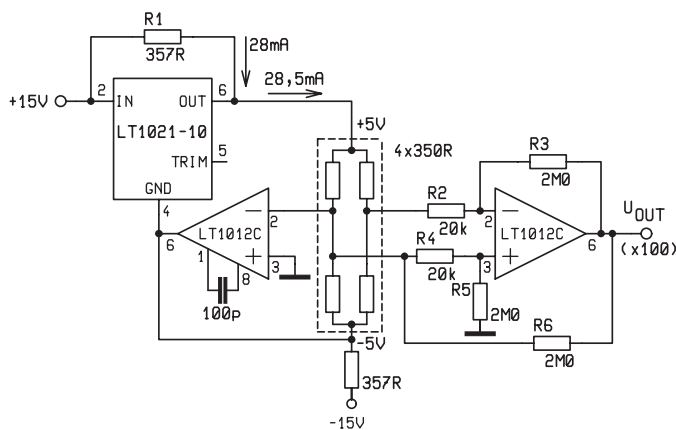 R1
357R
28mA
28,5mA
+15V
2
6
IN
OUT
LT1021-10
5
TRIM
GND
4
+5V
4x350R
R3
2M0
R2
20k
2
2
6
LT1012C
3
1
8
100p
R4
20k
3
LT1012C
6
UOUT
(x100)
R5
2M0
R6
2M0
-5V
357R
-15V